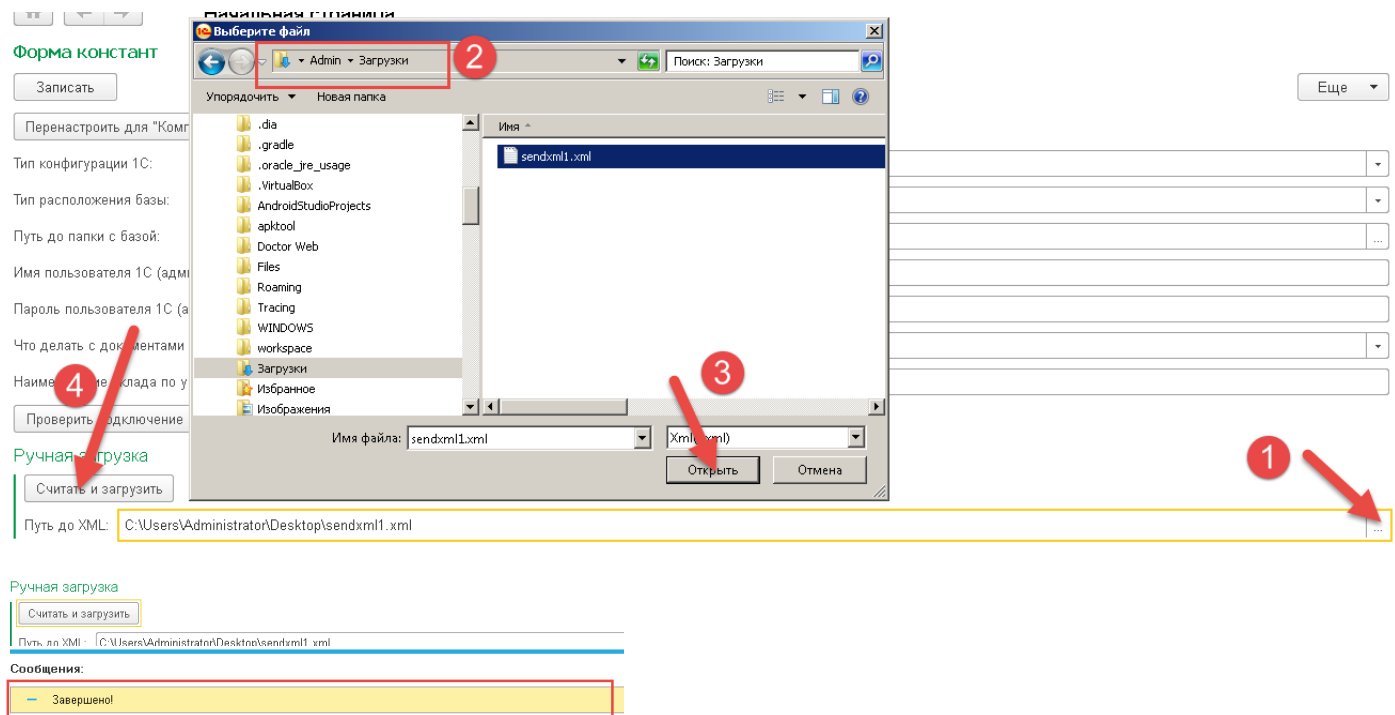 Начальная страница
Форма констант
Записать
Еще
Перенастроить для "Комп
Тип конфигурации 1С:
Тип расположения базы:
Путь до папки с базой:
...
Имя пользователя 1С (адми
Пароль пользователя 1С (а
Что делать с документами
Наименование склада по у
Проверить подключение
Выберите файл
Admin
Загрузки
2
Поиск: Загрузки
Упорядочить
Новая папка
.dia
.gradle
.oracle_jre_usage
.VirtualBox
AndroidStudioProjects
apktool
Doctor Web
Files
Roaming
Tracing
WINDOWS
workspace
Загрузки
Избранное
Изображения
Имя
sendxml1.xml
Имя файла:
sendxml1.xml
Открыть
Отмена
3
4
1
Ручная загрузка
Считать и загрузить
Путь до XML:
C:\Users\Administrator\Desktop\sendxml1.xml
...
Ручная загрузка
Считать и загрузить
Путь до XML:
C:\Users\Administrator\Desktop\sendxml1.xml
Сообщения:
Завершено!